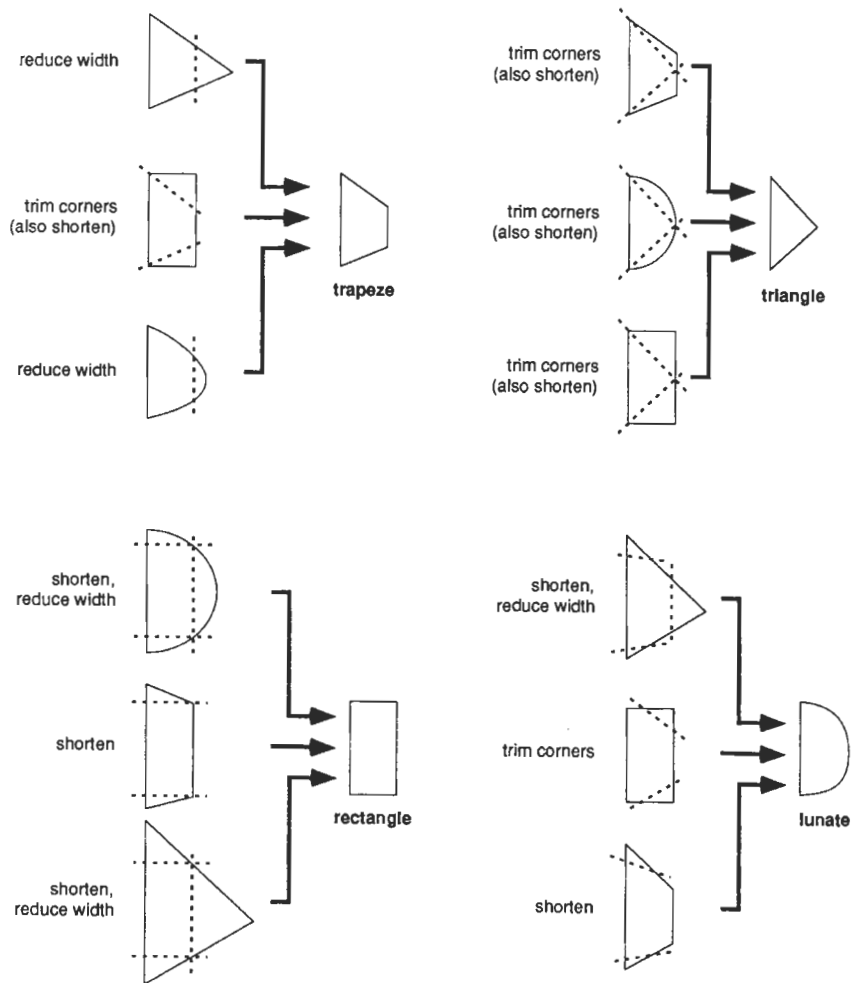 reduce width
trim corners
(also shorten)
reduce width
trapeze
trim corners
(also shorten)
trim corners
(also shorten)
trim corners
(also shorten)
triangle
shorten,
reduce width
shorten
shorten,
reduce width
rectangle
shorten,
reduce width
trim corners
shorten
lunate